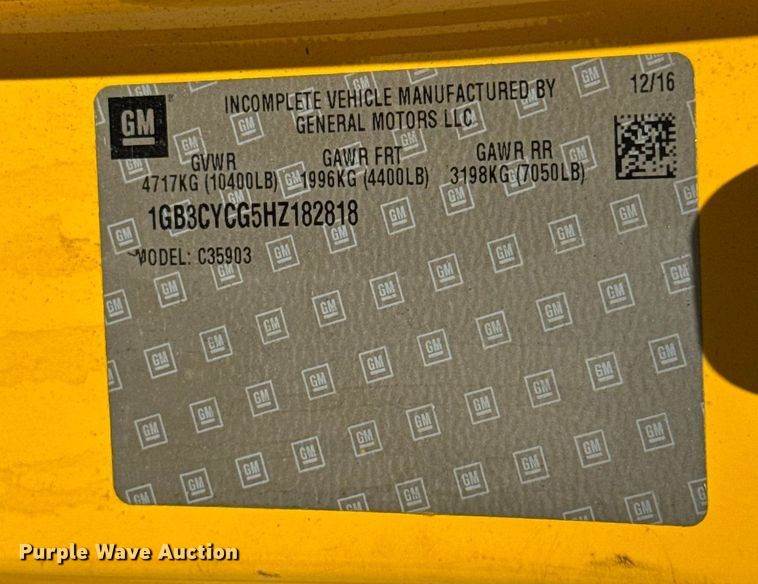 GM
INCOMPLETE VEHICLE MANUFACTURED BY
GENERAL MOTORS LLC
12/16
GVWR GAWR FRT GAWR RR
4717KG (10400LB) 1996KG (4400LB) 3198KG (7050LB)
1GB3CYCG5HZ182818
MODEL: C35903
Purple Wave Auction